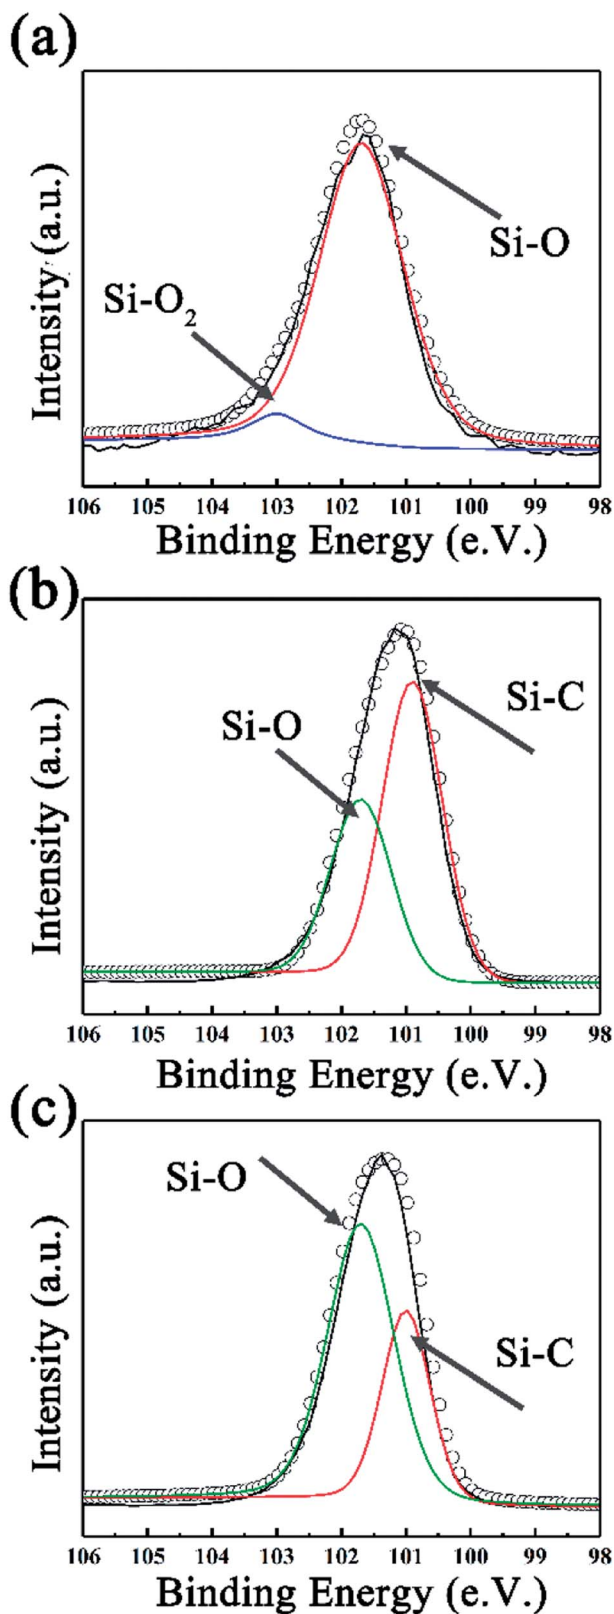 (a)
Intensity (a.u.)
Si-O
Si-O₂
106 105 104 103 102 101 100 99 98
Binding Energy (e.V.)
(b)
Intensity (a.u.)
Si-C
Si-O
106 105 104 103 102 101 100 99 98
Binding Energy (e.V.)
(c)
Intensity (a.u.)
Si-O
Si-C
106 105 104 103 102 101 100 99 98
Binding Energy (e.V.)